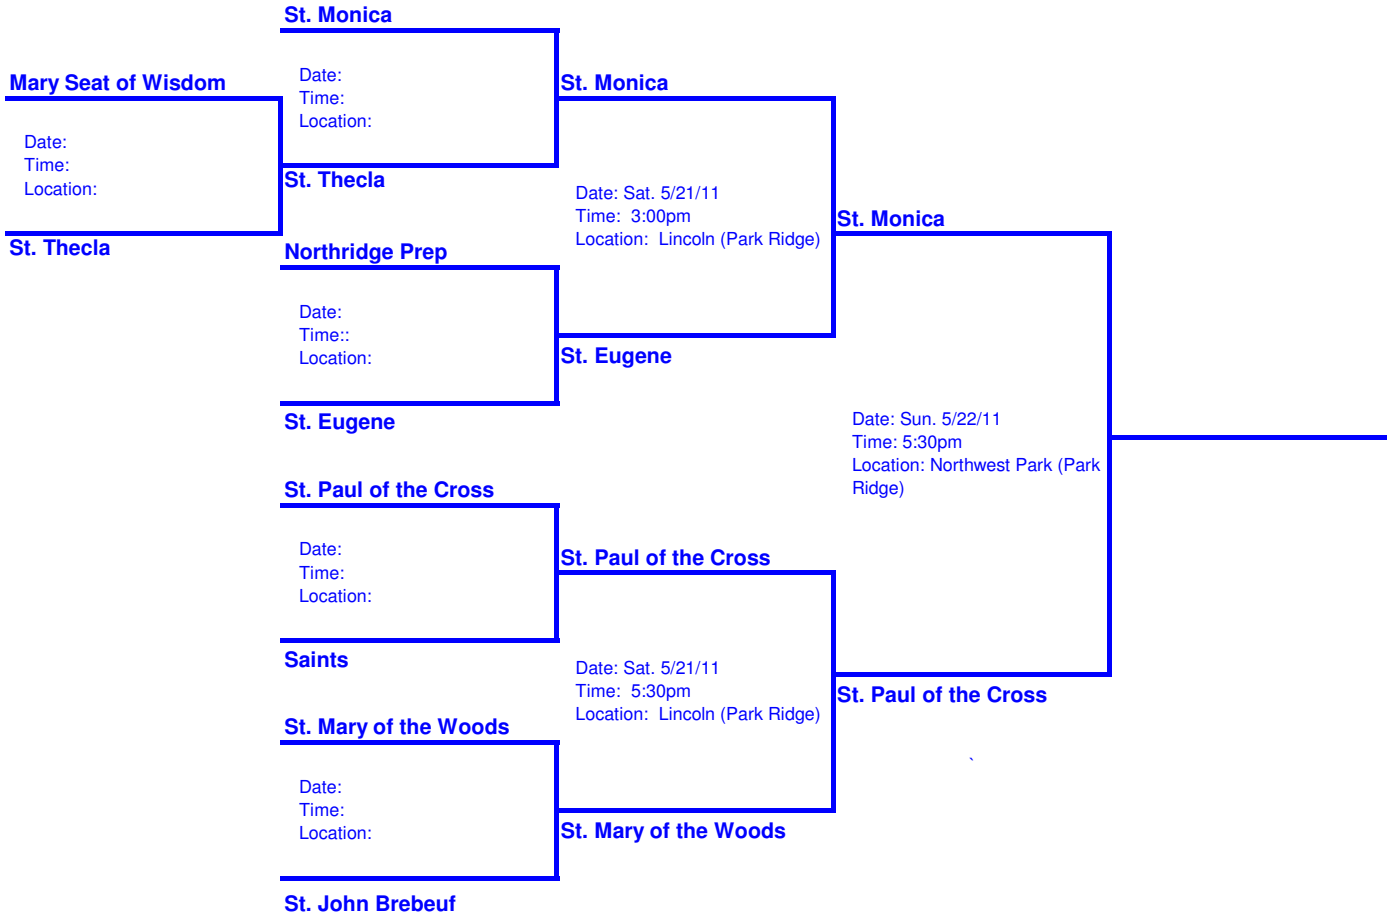 St. Monica
Mary Seat of Wisdom
Date:
Time:
Location:
St. Thecla
Date:
Time:
Location:
St. Thecla
Northridge Prep
Date:
Time::
Location:
St. Eugene
St. Paul of the Cross
Date:
Time:
Location:
Saints
St. Mary of the Woods
Date:
Time:
Location:
St. John Brebeuf
St. Monica
Date: Sat. 5/21/11
Time:  3:00pm
Location:  Lincoln (Park Ridge)
St. Eugene
St. Paul of the Cross
Date: Sat. 5/21/11
Time:  5:30pm
Location:  Lincoln (Park Ridge)
St. Mary of the Woods
St. Monica
Date: Sun. 5/22/11
Time: 5:30pm
Location: Northwest Park (Park
Ridge)
St. Paul of the Cross
`